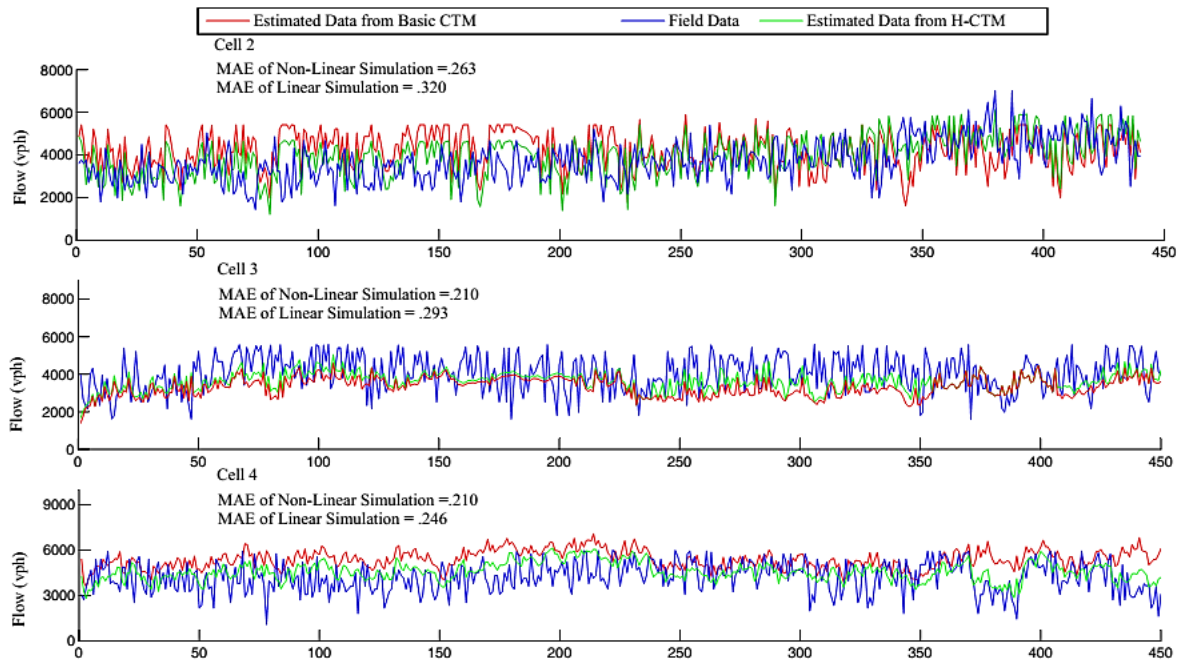 Estimated Data from Basic CTM Field Data Estimated Data from H-CTM
Cell 2
MAE of Non-Linear Simulation =.263
MAE of Linear Simulation = .320
8000
6000
4000
2000
0
Flow (vph)
0 50 100 150 200 250 300 350 400 450
Cell 3
MAE of Non-Linear Simulation =.210
MAE of Linear Simulation = .293
8000
6000
4000
2000
0
Flow (vph)
0 50 100 150 200 250 300 350 400 450
Cell 4
MAE of Non-Linear Simulation =.210
MAE of Linear Simulation = .246
9000
6000
3000
0
Flow (vph)
0 50 100 150 200 250 300 350 400 450